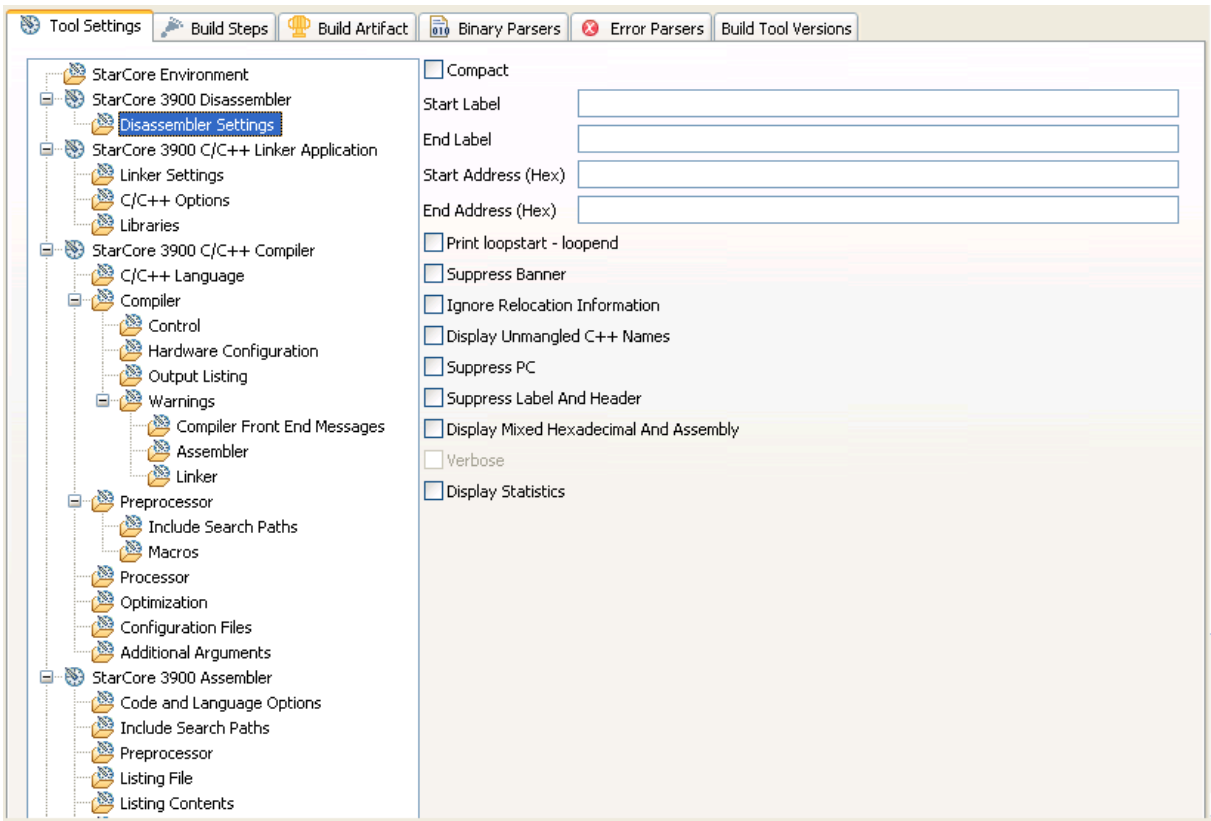 Tool Settings Build Steps Build Artifact Binary Parsers Error Parsers Build Tool Versions
StarCore Environment
StarCore 3900 Disassembler
Disassembler Settings
StarCore 3900 C/C++ Linker Application
Linker Settings
C/C++ Options
Libraries
StarCore 3900 C/C++ Compiler
C/C++ Language
Compiler
Control
Hardware Configuration
Output Listing
Warnings
Compiler Front End Messages
Assembler
Linker
Preprocessor
Include Search Paths
Macros
Processor
Optimization
Configuration Files
Additional Arguments
StarCore 3900 Assembler
Code and Language Options
Include Search Paths
Preprocessor
Listing File
Listing Contents
Compact
Start Label
End Label
Start Address (Hex)
End Address (Hex)
Print loopstart - loopend
Suppress Banner
Ignore Relocation Information
Display Unmangled C++ Names
Suppress PC
Suppress Label And Header
Display Mixed Hexadecimal And Assembly
Verbose
Display Statistics